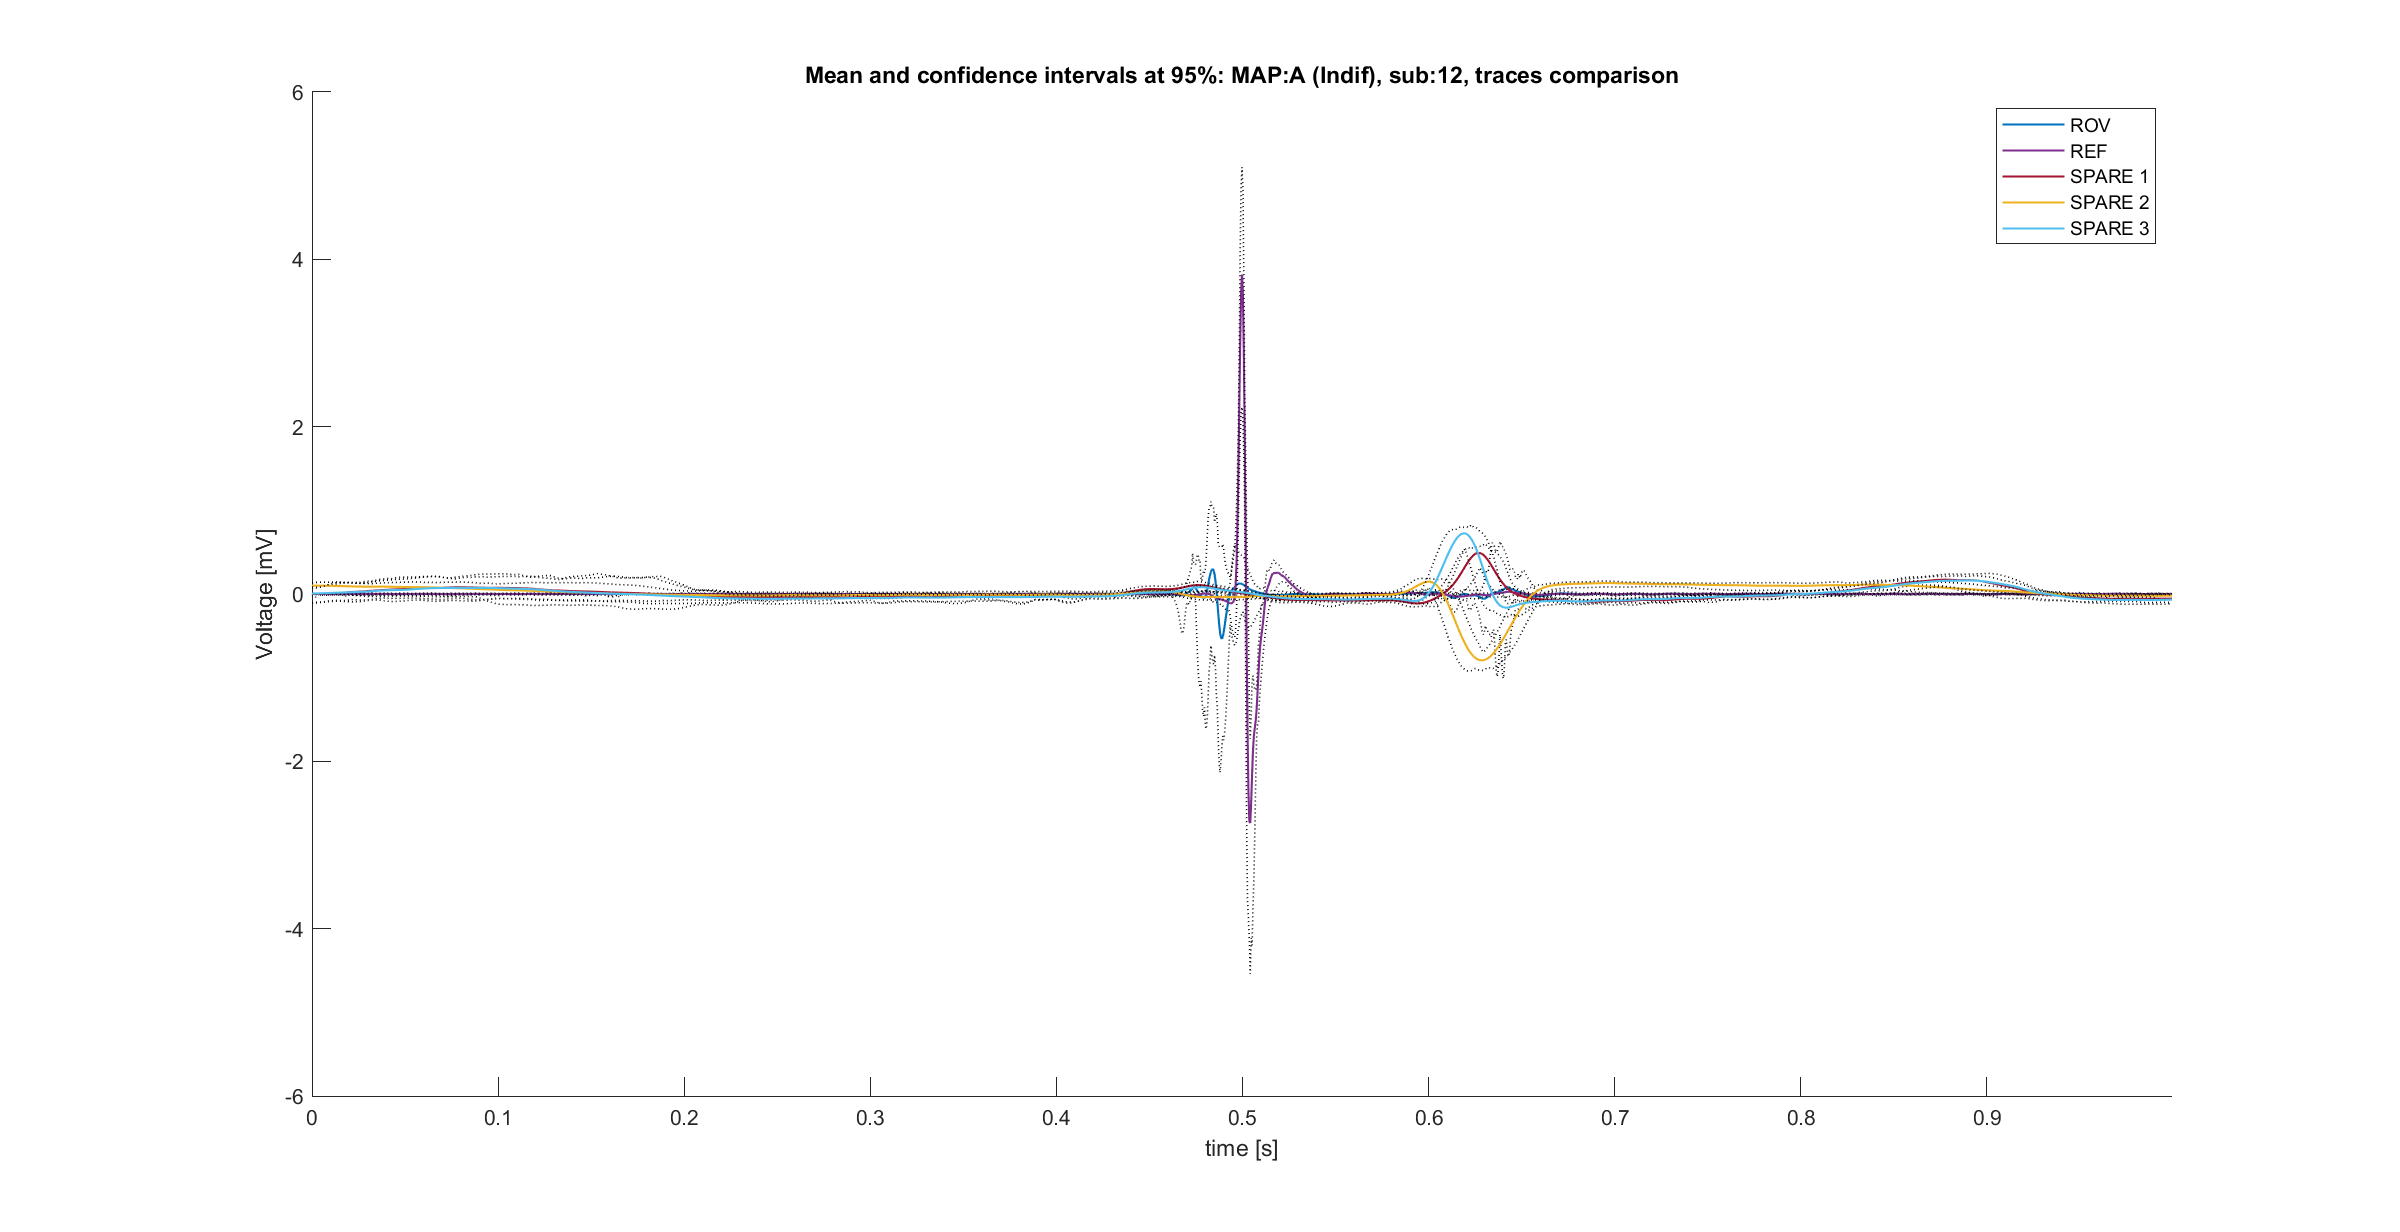 Mean and confidence intervals at 95%: MAP:A (Indif), sub:12, traces comparison
6
4
2
0
-2
-4
-6
Voltage [mV]
ROV
REF
SPARE 1
SPARE 2
SPARE 3
0 0.1 0.2 0.3 0.4 0.5 0.6 0.7 0.8 0.9
time [s]